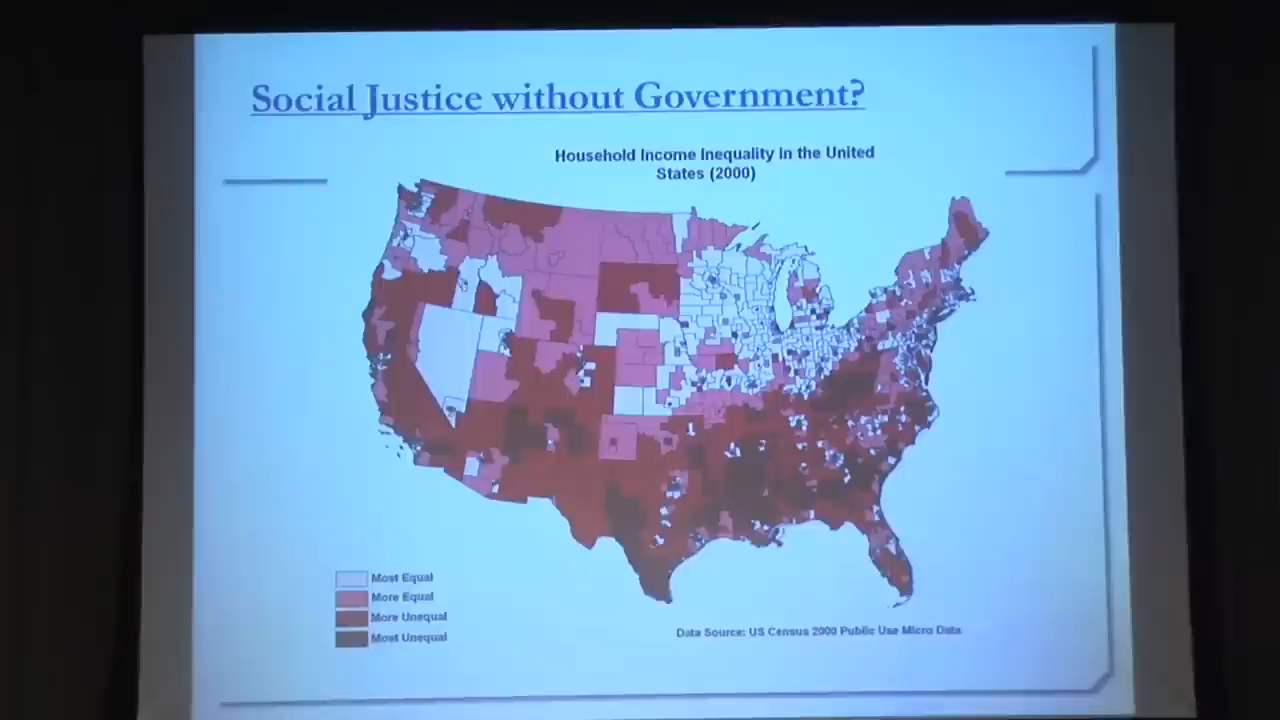 Social Justice without Government?
Household Income Inequality in the United
States (2000)
Most Equal
More Equal
More Unequal
Most Unequal
Data Source: US Census 2000 Public Use Micro Data